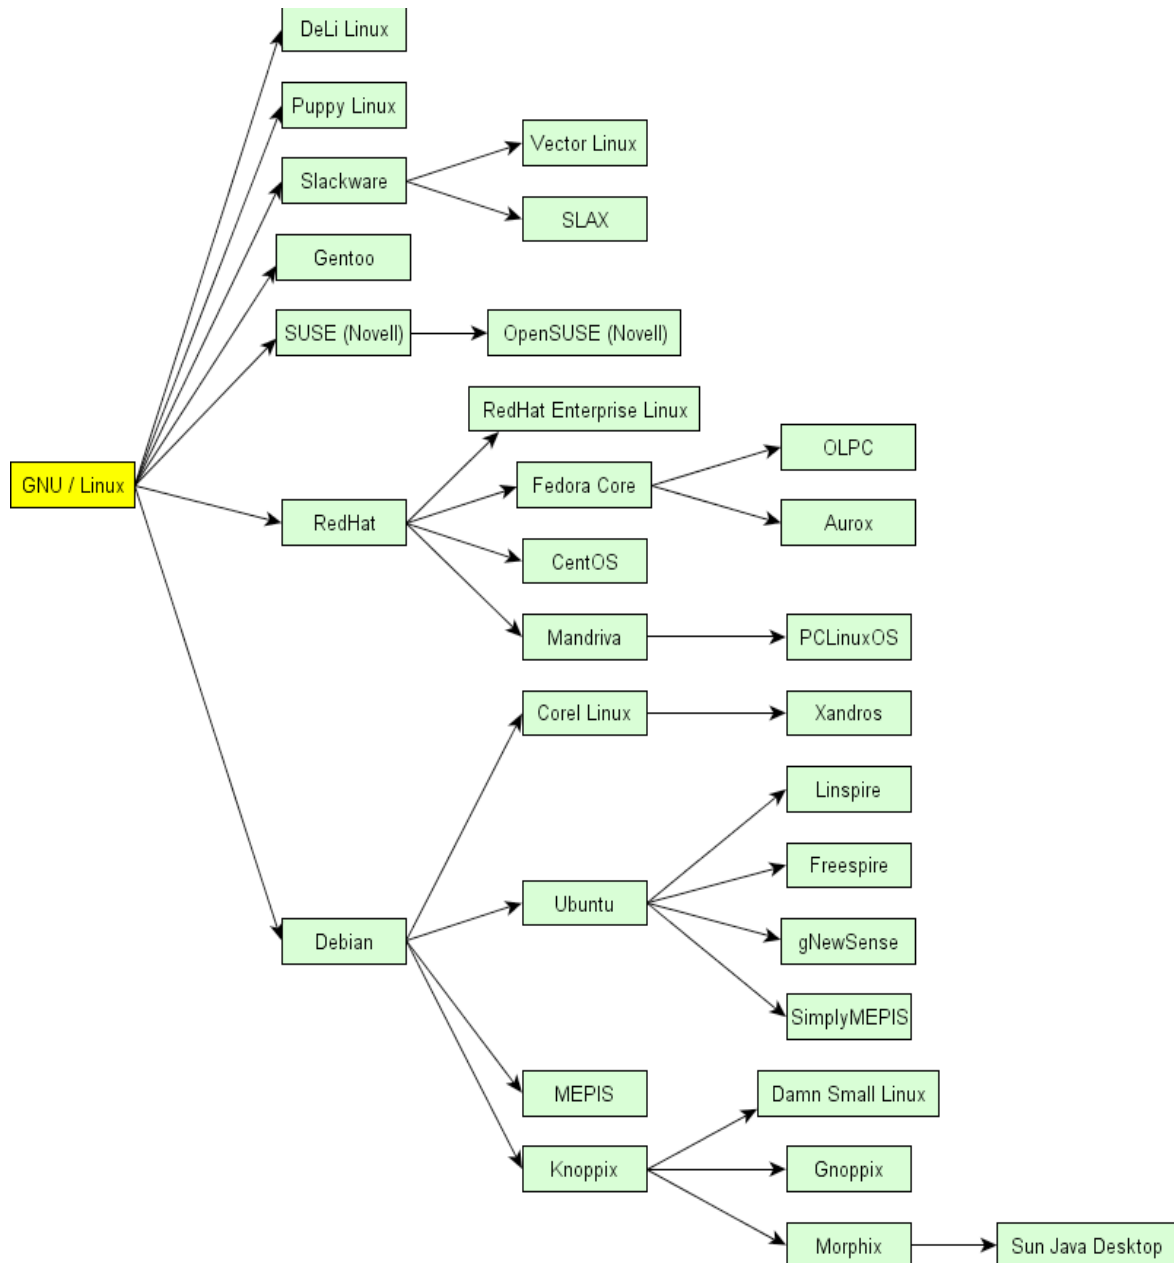 DeLi Linux
Puppy Linux
Vector Linux
Slackware
SLAX
Gentoo
SUSE (Novell)
OpenSUSE (Novell)
RedHat Enterprise Linux
OLPC
GNU / Linux
Fedora Core
RedHat
Aurox
CentOS
Mandriva
PCLinuxOS
Corel Linux
Xandros
Linspire
Freespire
Ubuntu
Debian
gNewSense
SimplyMEPIS
MEPIS
Damn Small Linux
Knoppix
Gnoppix
Morphix
Sun Java Desktop